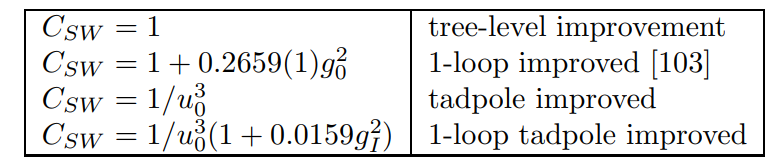 C_{SW} = 1 tree-level improvement
C_{SW} = 1 + 0.2659(1)g_0^2 1-loop improved [103]
C_{SW} = 1/u_0^3 tadpole improved
C_{SW} = 1/u_0^3(1 + 0.0159g_I^2) 1-loop tadpole improved